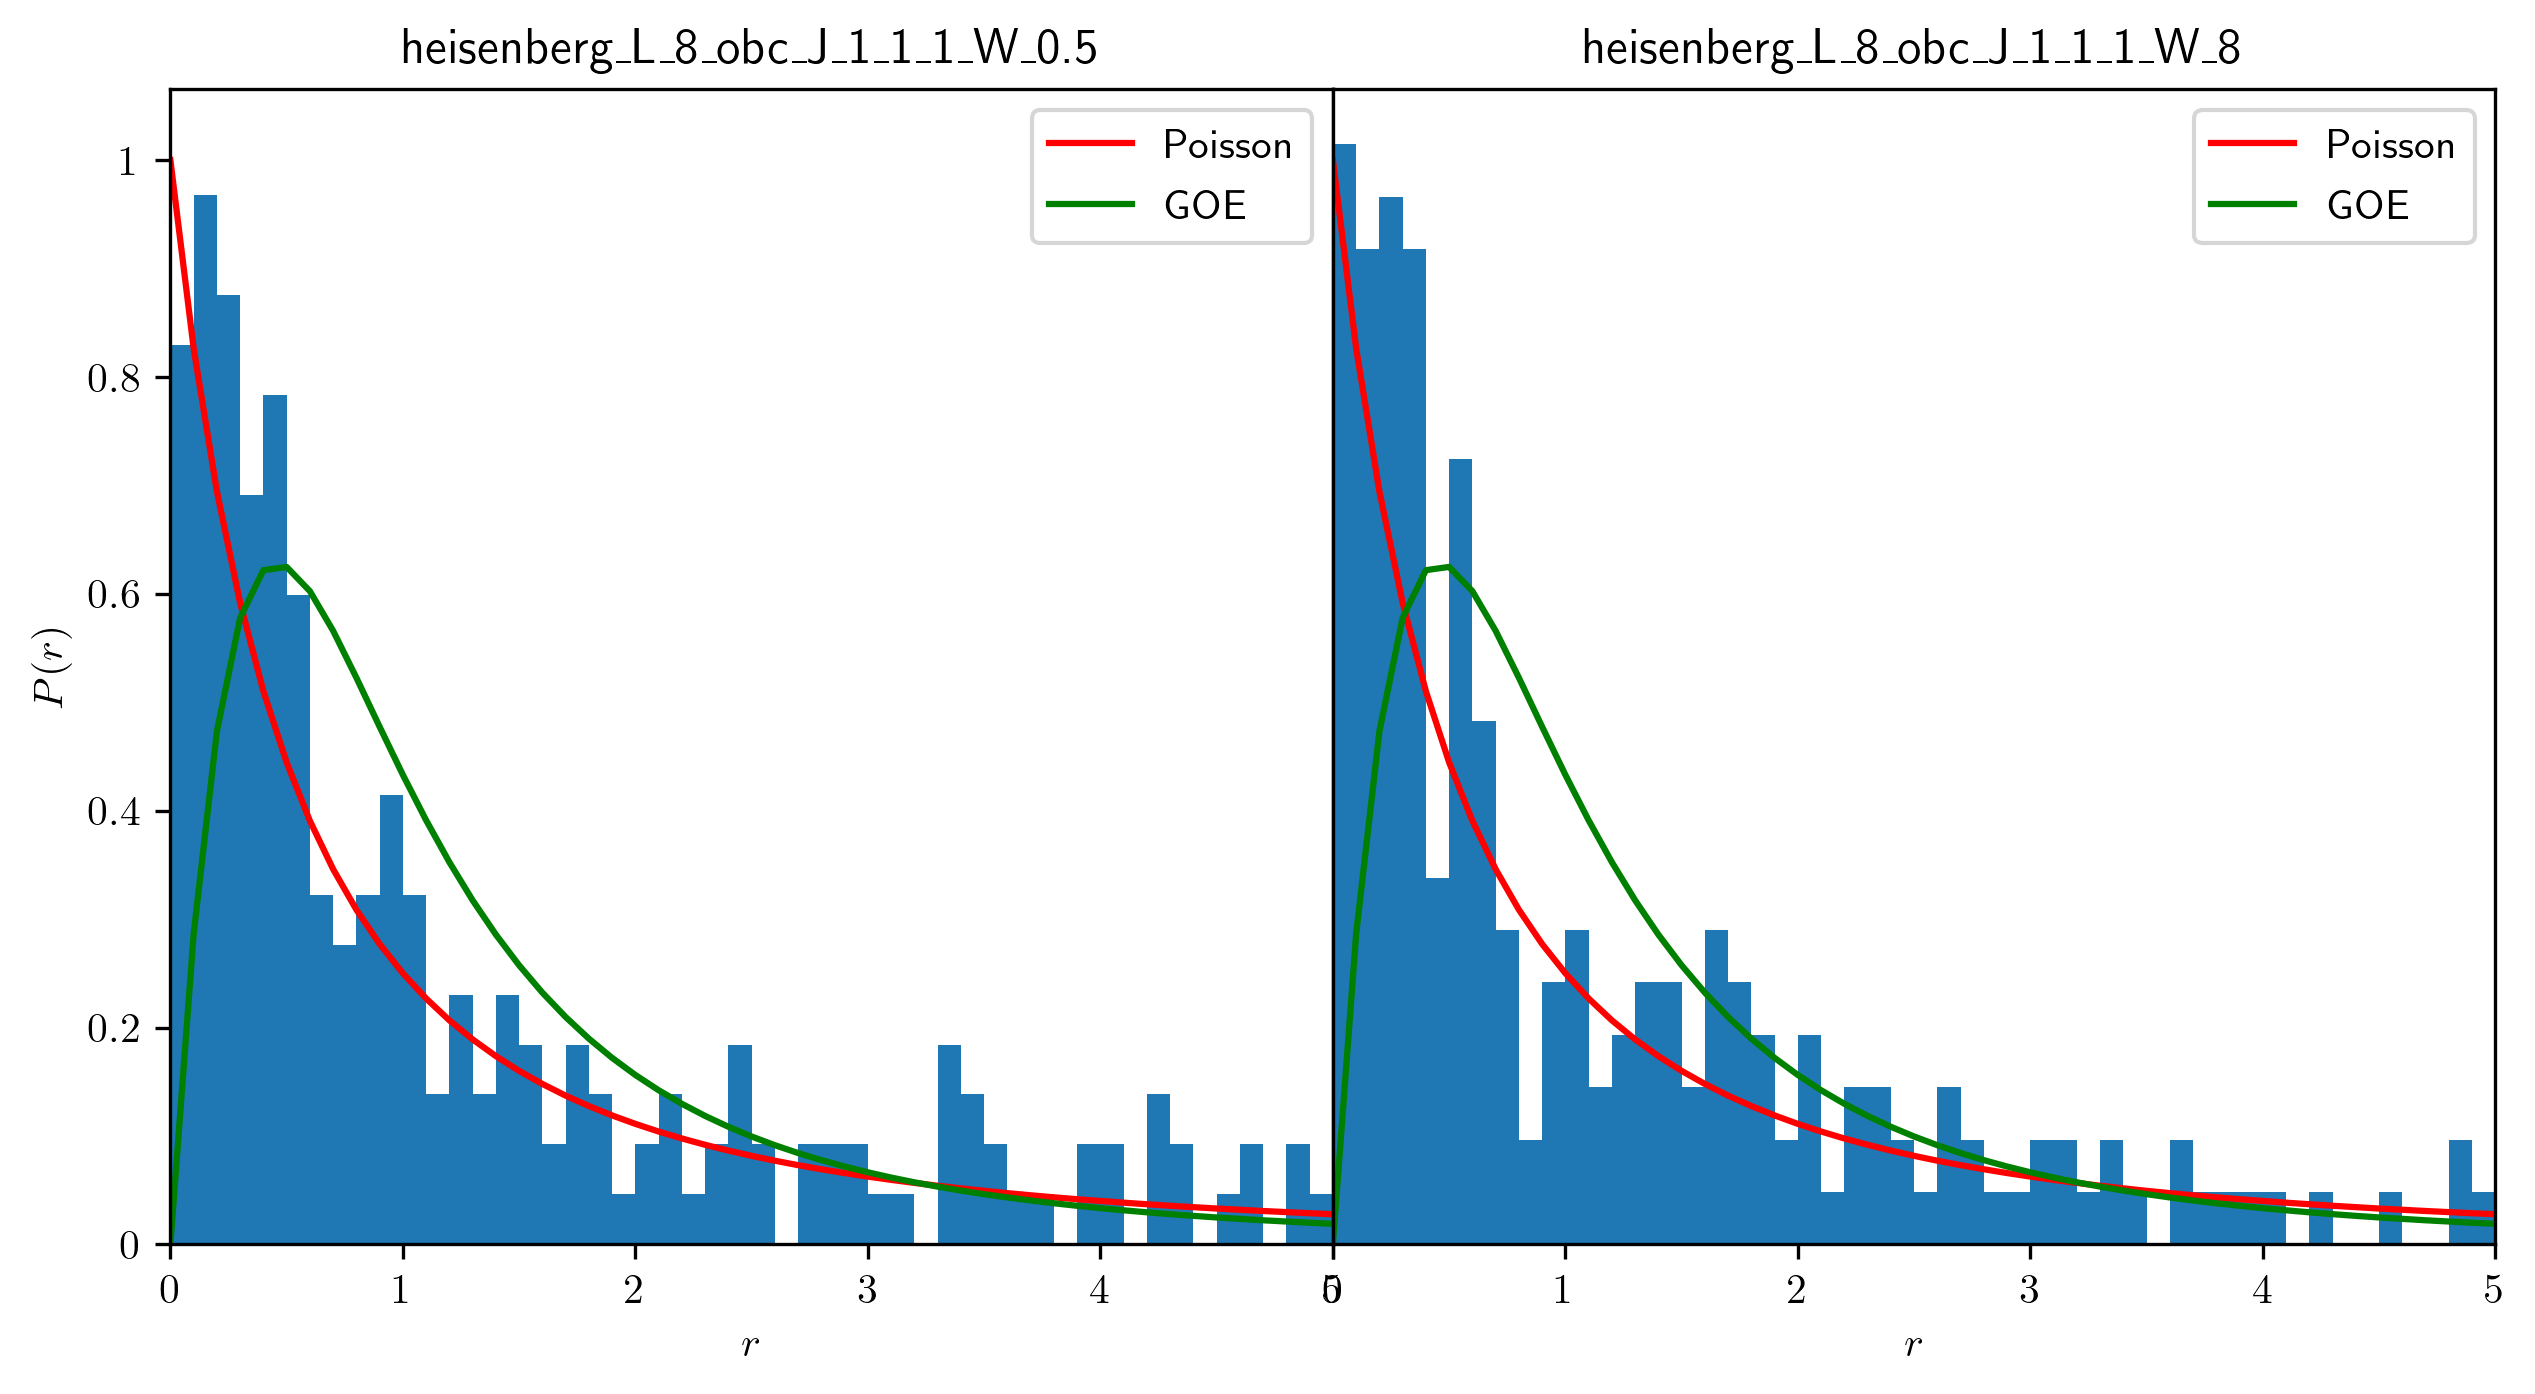 heisenberg_L_8_obc_J_1_1_1_W_0.5
heisenberg_L_8_obc_J_1_1_1_W_8
Poisson
GOE
Poisson
GOE
P(r)
1
0.8
0.6
0.4
0.2
0
0 1 2 3 4 5
0 1 2 3 4 5
r
r